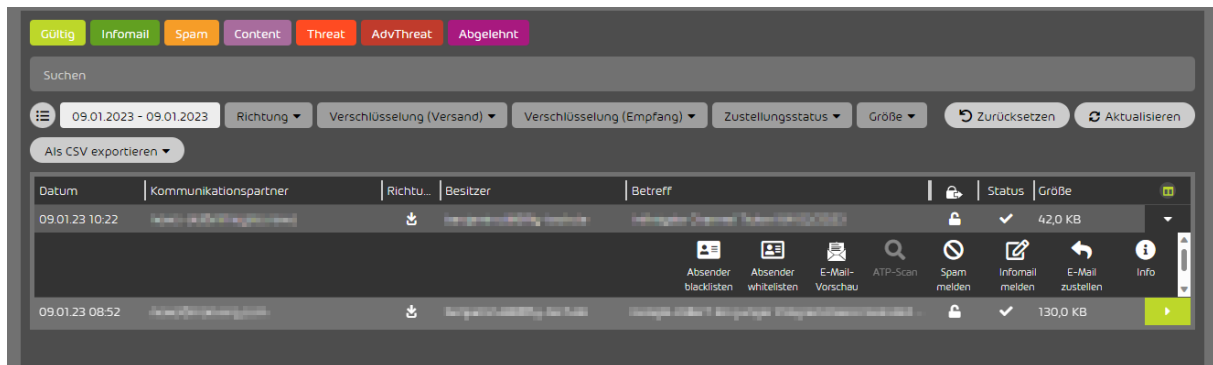 Gültig Infomail Spam Content Threat AdvThreat Abgelehnt
Suchen
09.01.2023 - 09.01.2023 Richtung Verschlüsselung (Versand) Verschlüsselung (Empfang) Zustellungsstatus Größe Zurücksetzen Aktualisieren
Als CSV exportieren
Datum Kommunikationspartner Richtu... Besitzer Betreff Status Größe
09.01.23 10:22 42,0 KB
Absender Absender E-Mail- ATP-Scan Spam Infomail E-Mail Info
blacklisten whitelisten Vorschau melden melden zustellen
09.01.23 08:52 130,0 KB